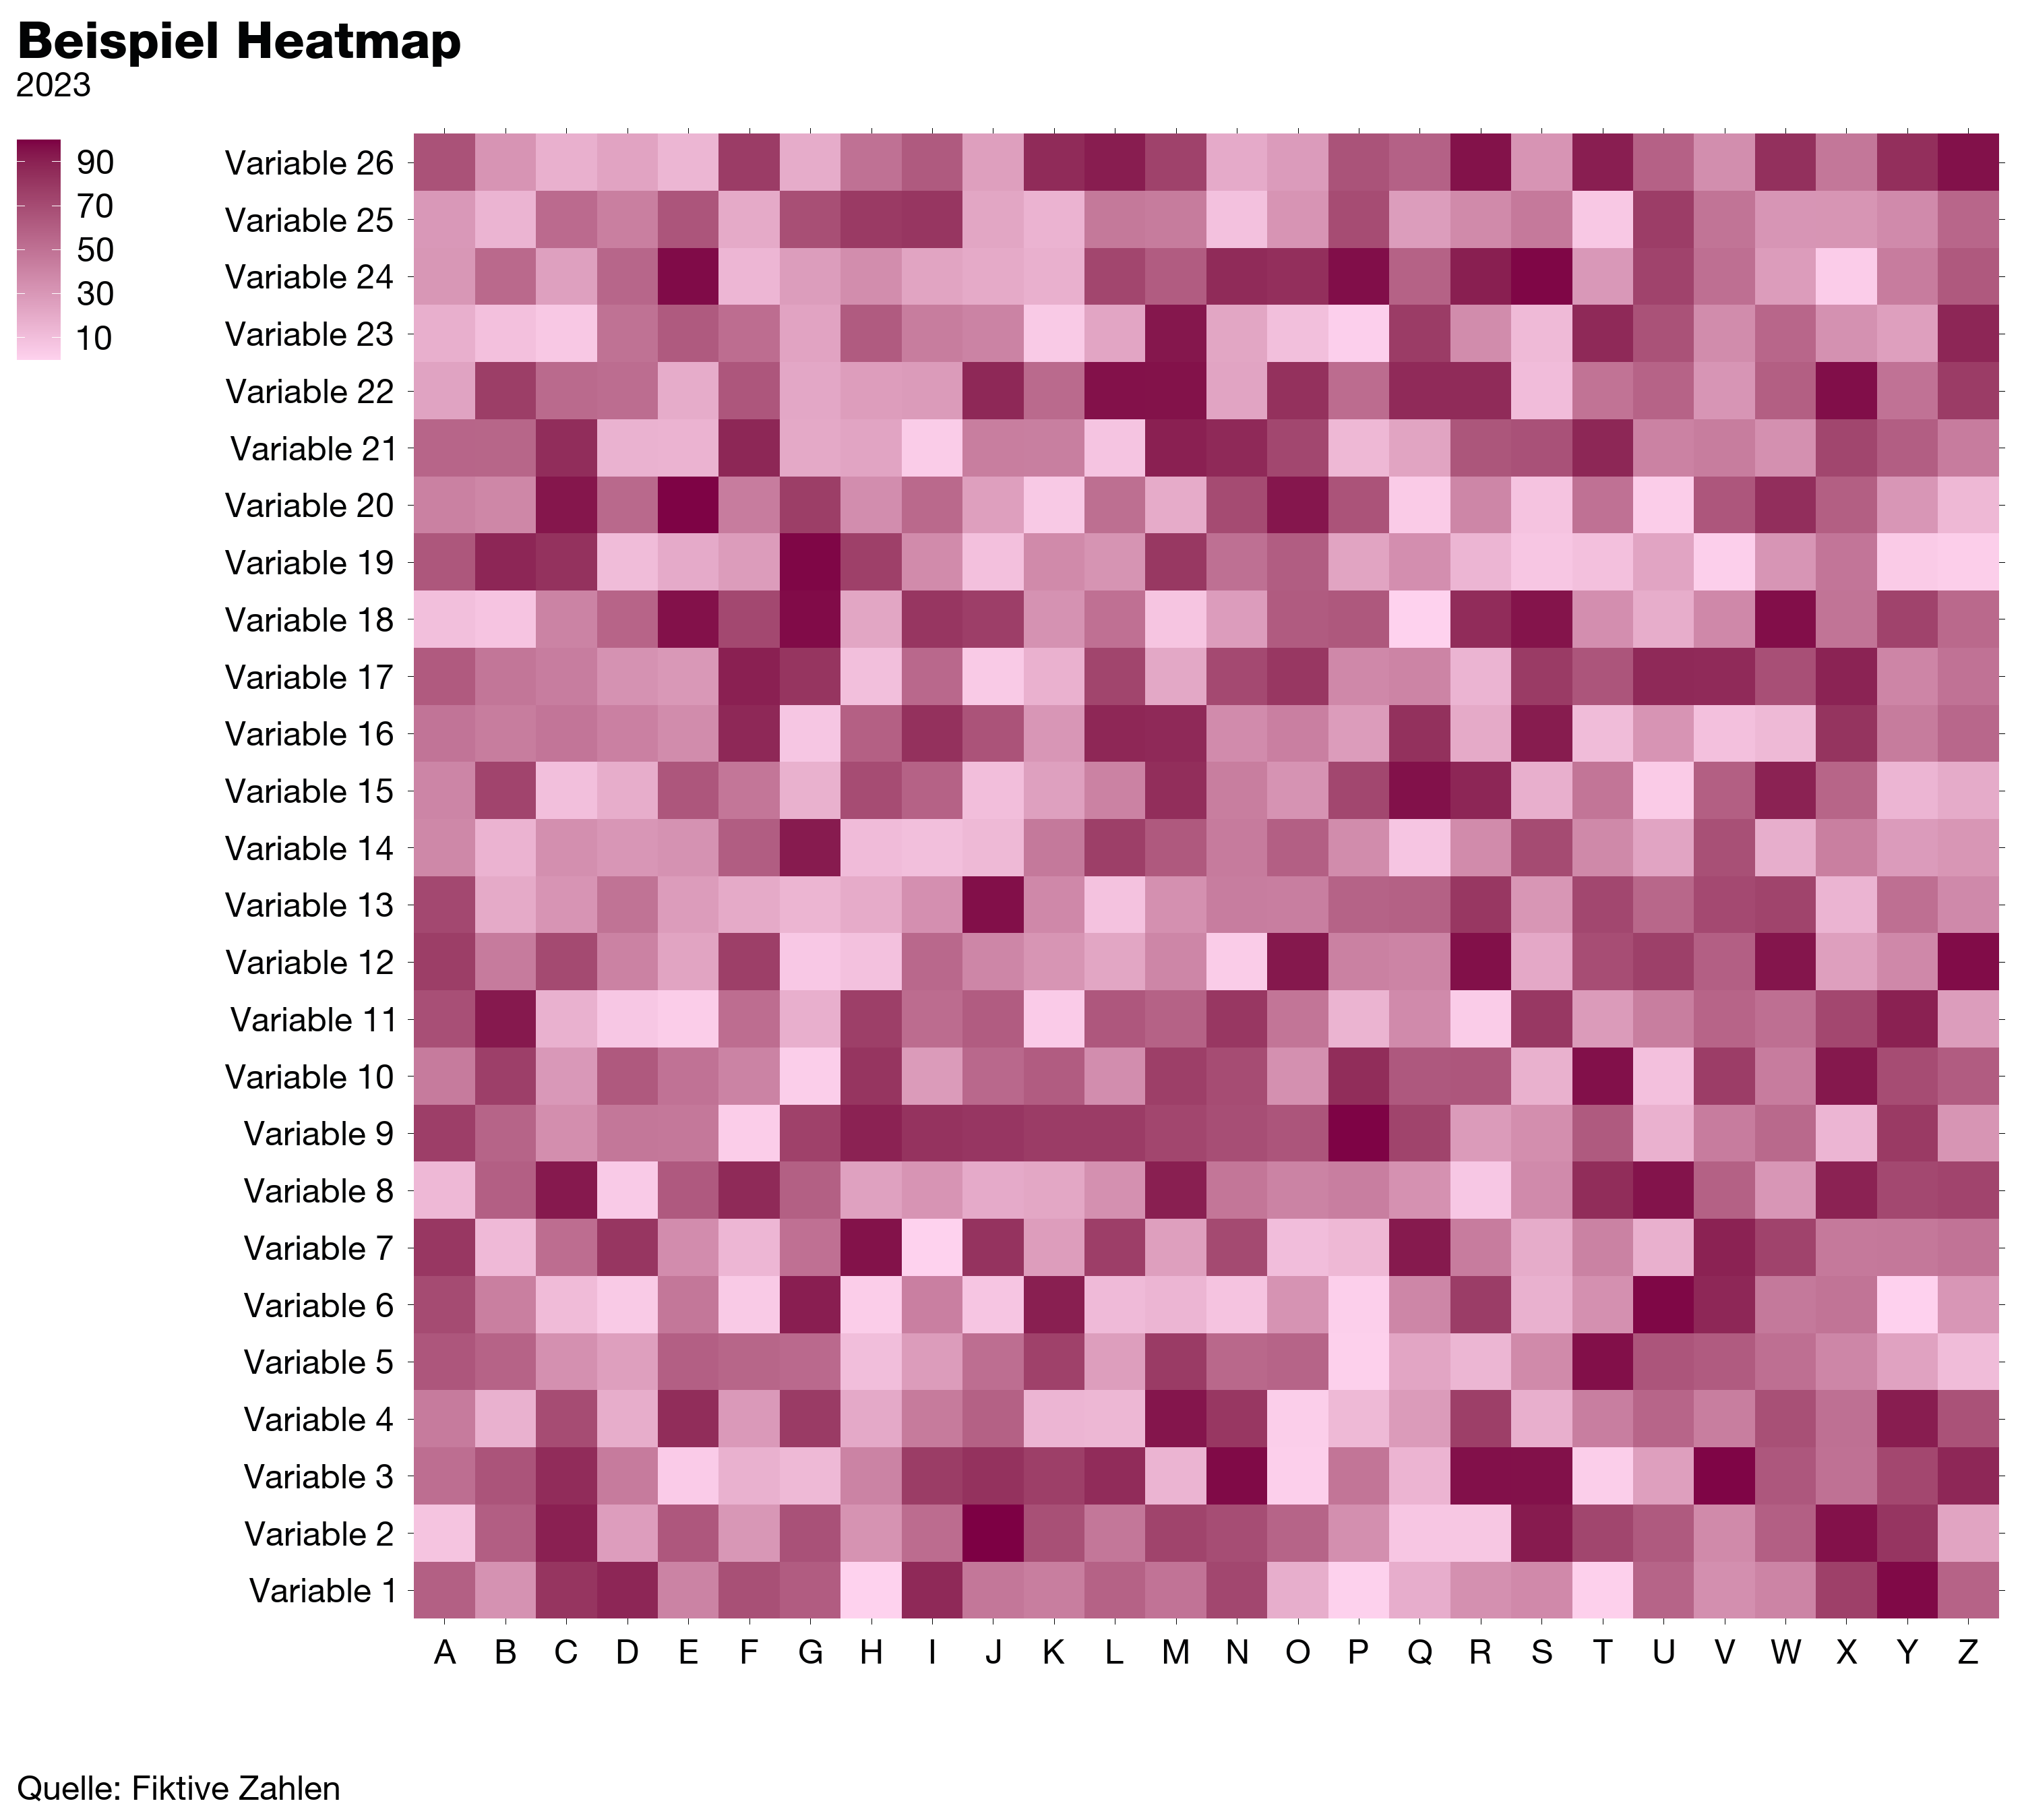 Beispiel Heatmap
2023
90
70
50
30
10
Variable 26
Variable 25
Variable 24
Variable 23
Variable 22
Variable 21
Variable 20
Variable 19
Variable 18
Variable 17
Variable 16
Variable 15
Variable 14
Variable 13
Variable 12
Variable 11
Variable 10
Variable 9
Variable 8
Variable 7
Variable 6
Variable 5
Variable 4
Variable 3
Variable 2
Variable 1
A B C D E F G H I J K L M N O P Q R S T U V W X Y Z
Quelle: Fiktive Zahlen